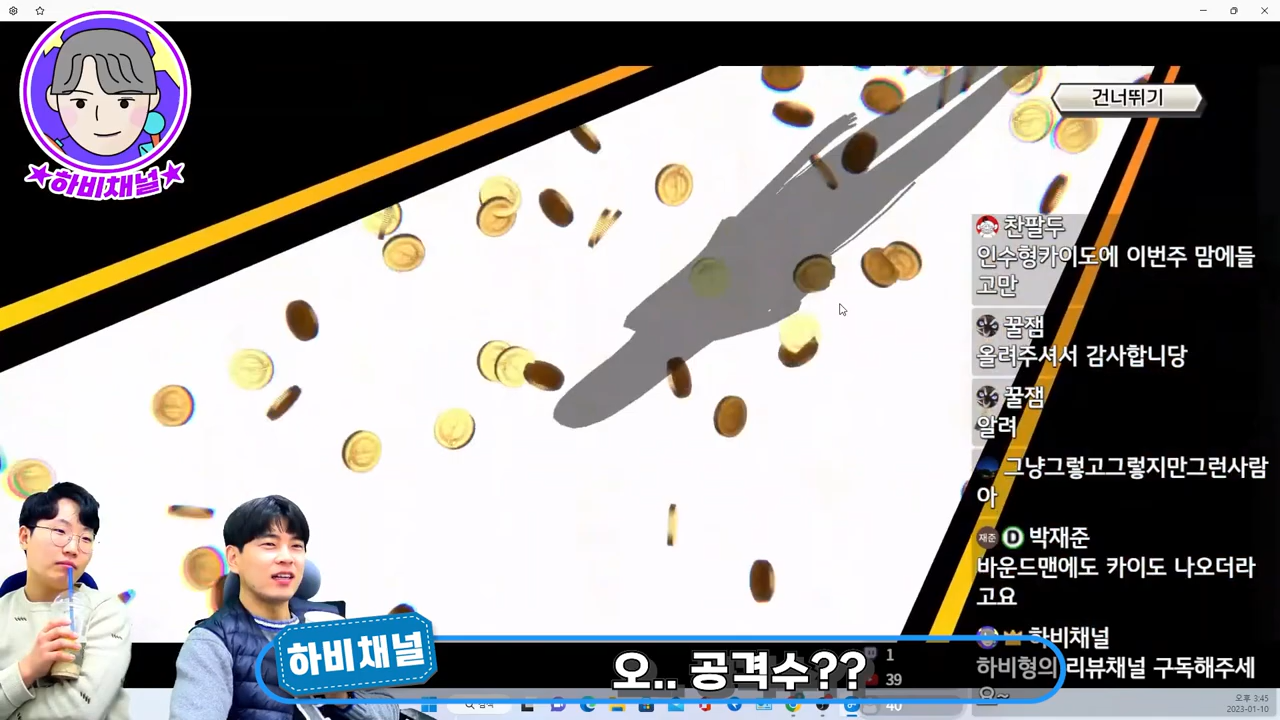 하비채널
건너뛰기
찬팔두
인수형카이도에 이번주 맘에들
고만
꿀잼
올려주셔서 감사합니당
꿀잼
알려
그냥그렇고그렇지만그런사람
아
재준 D 박재준
바운드맨에도 카이도 나오더라
고요
하비채널
하비형의 리뷰채널 구독해주세
요~
하비채널
오.. 공격수??
1
39
40
검색
오후 3:45
2023-01-10